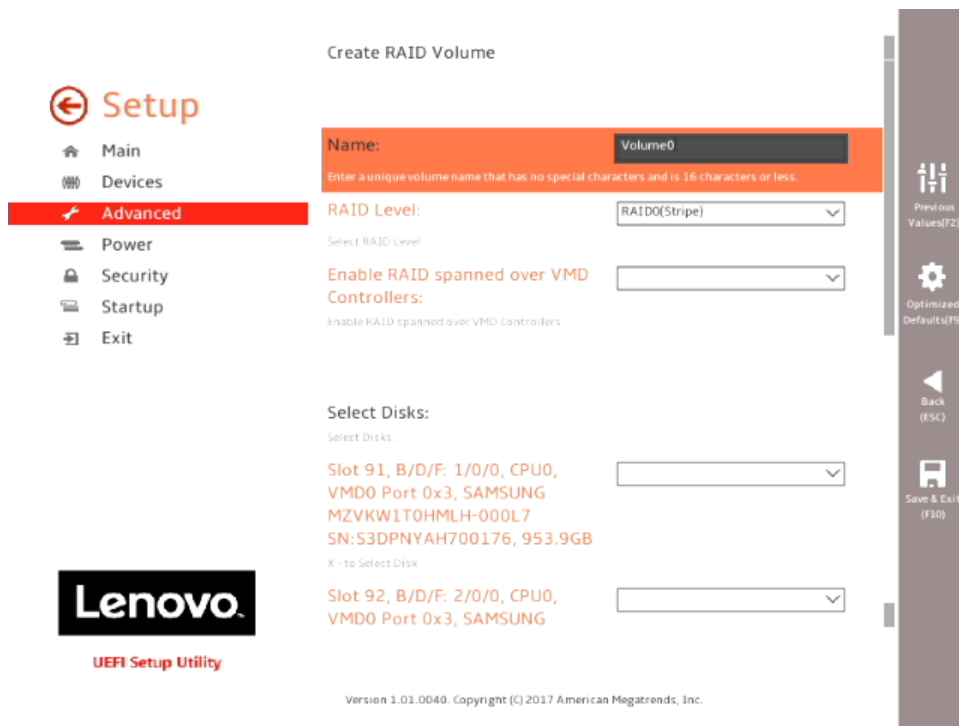 Create RAID Volume
Setup
Main
Devices
Advanced
Power
Security
Startup
Exit
Name:
Volume0
Enter a unique volume name that has no special characters and is 16 characters or less.
RAID Level:
RAID0(Stripe)
Select RAID Level
Enable RAID spanned over VMD
Controllers:
Enable RAID spanned over VMD Controllers
Select Disks:
Select Disks:
Slot 91, B/D/F: 1/0/0, CPU0,
VMD0 Port 0x3, SAMSUNG
MZVKW1T0HMLH-000L7
SN:S3DPNYAH700176, 953.9GB
X - to Select Disk
Slot 92, B/D/F: 2/0/0, CPU0,
VMD0 Port 0x3, SAMSUNG
Previous
Values(F2)
Optimized
Defaults(F9
Back
(ESC)
Save & Exit
(F10)
Lenovo.
UEFI Setup Utility
Version 1.01.0040. Copyright (C) 2017 American Megatrends, Inc.